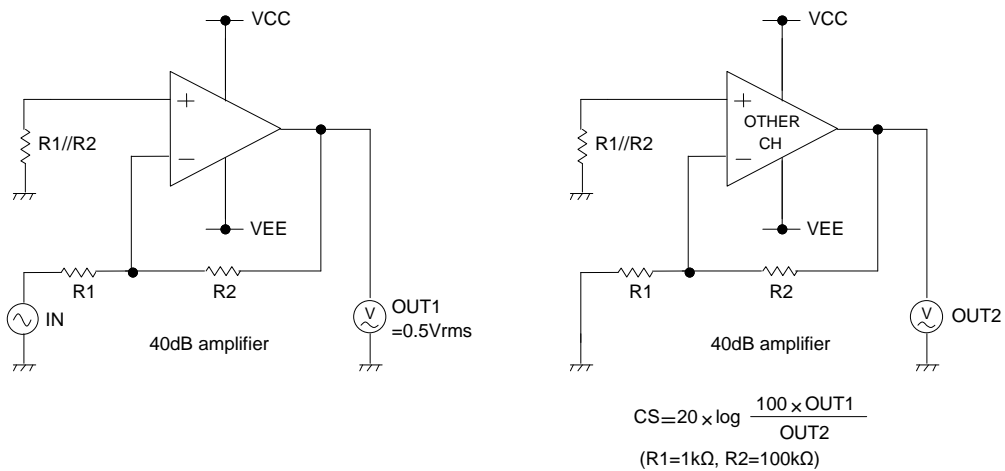 VCC
+
R1//R2
−
VEE
R1
R2
IN
V
OUT1
=0.5Vrms
40dB amplifier
VCC
+
OTHER
CH
R1//R2
−
VEE
R1
R2
V
OUT2
40dB amplifier
CS=20×log 100×OUT1
OUT2
(R1=1kΩ, R2=100kΩ)